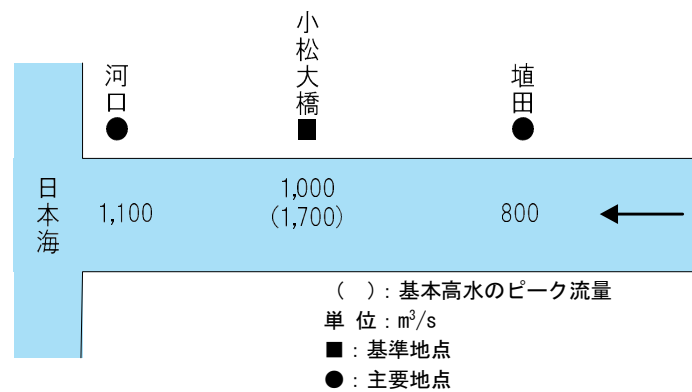 河口
小松大橋
埴田
日本海
1,100
1,000
(1,700)
800
（　）：基本高水のピーク流量
単 位：m³/s
■：基準地点
●：主要地点